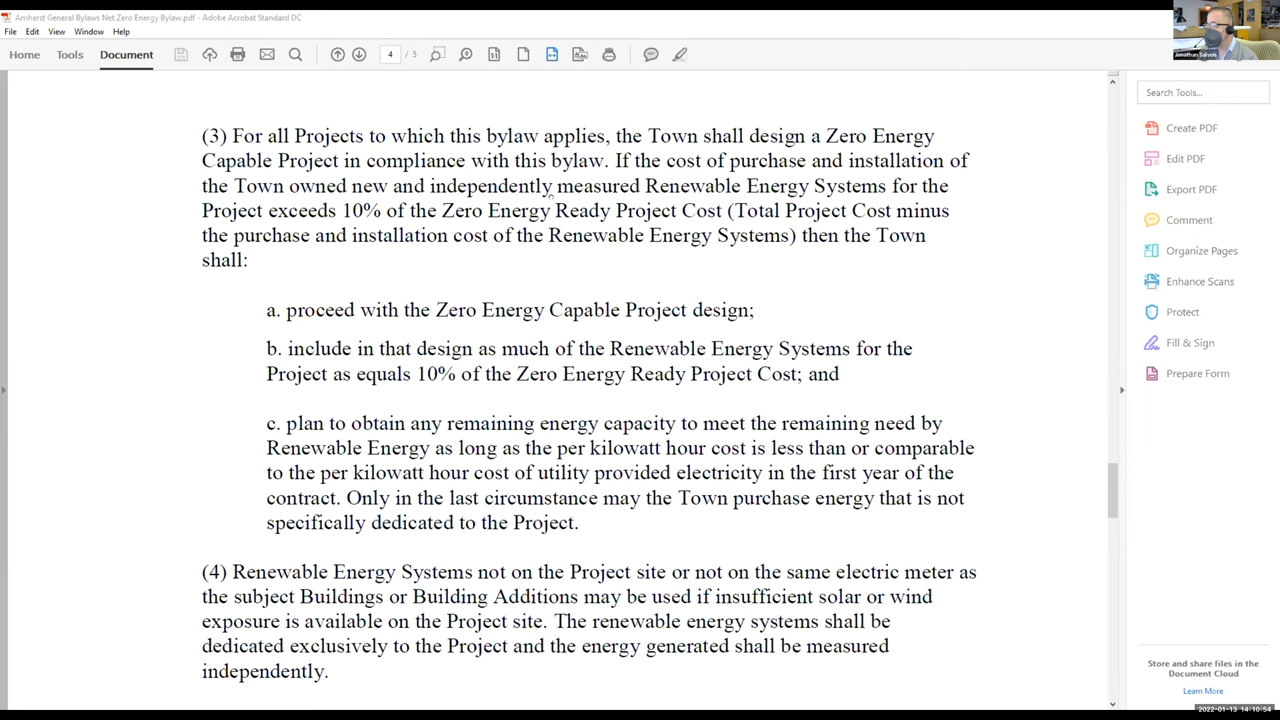 Amherst General Bylaws Net Zero Energy Bylaw.pdf - Adobe Acrobat Standard DC
File Edit View Window Help
Home Tools Document
4 / 5
Jonathan Salvon
(3) For all Projects to which this bylaw applies, the Town shall design a Zero Energy
Capable Project in compliance with this bylaw. If the cost of purchase and installation of
the Town owned new and independently measured Renewable Energy Systems for the
Project exceeds 10% of the Zero Energy Ready Project Cost (Total Project Cost minus
the purchase and installation cost of the Renewable Energy Systems) then the Town
shall:
a. proceed with the Zero Energy Capable Project design;
b. include in that design as much of the Renewable Energy Systems for the
Project as equals 10% of the Zero Energy Ready Project Cost; and
c. plan to obtain any remaining energy capacity to meet the remaining need by
Renewable Energy as long as the per kilowatt hour cost is less than or comparable
to the per kilowatt hour cost of utility provided electricity in the first year of the
contract. Only in the last circumstance may the Town purchase energy that is not
specifically dedicated to the Project.
(4) Renewable Energy Systems not on the Project site or not on the same electric meter as
the subject Buildings or Building Additions may be used if insufficient solar or wind
exposure is available on the Project site. The renewable energy systems shall be
dedicated exclusively to the Project and the energy generated shall be measured
independently.
Search Tools...
Create PDF
Edit PDF
Export PDF
Comment
Organize Pages
Enhance Scans
Protect
Fill & Sign
Prepare Form
Store and share files in the
Document Cloud
Learn More
2022-01-13 14:10:54